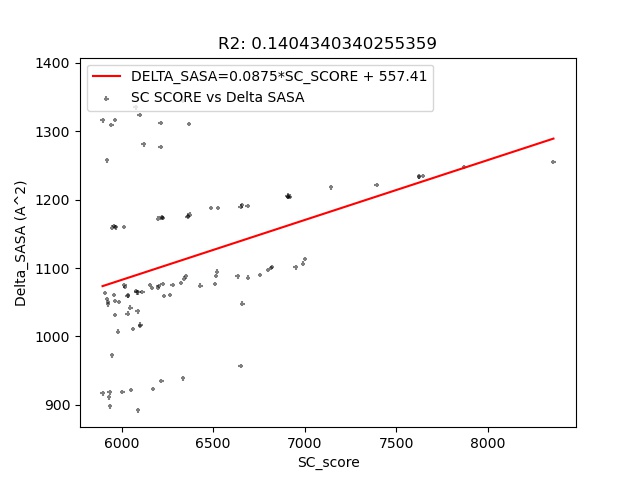 R2: 0.1404340340255359
DELTA_SASA=0.0875*SC_SCORE + 557.41
SC SCORE vs Delta SASA
1400
1300
1200
1100
1000
900
Delta_SASA (A^2)
6000 6500 7000 7500 8000
SC_score